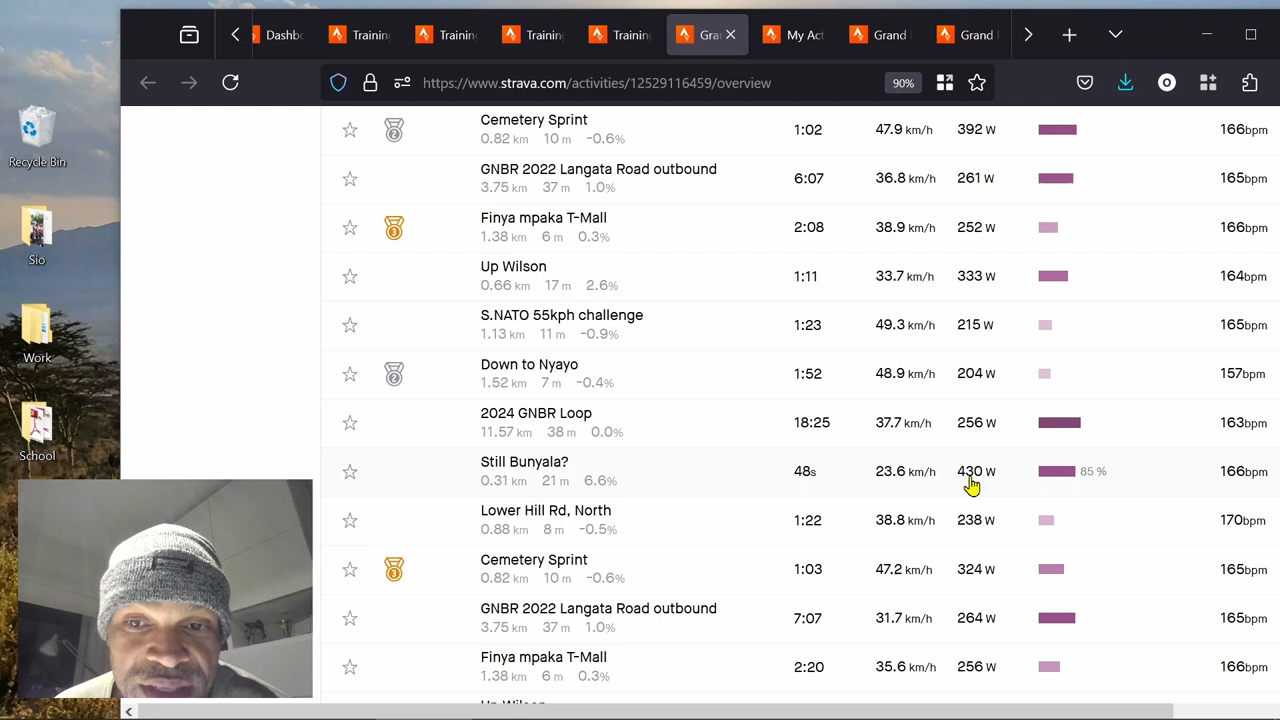 Dashbo
Training
Training
Training
Training
Gra
My Act
Grand
Grand
https://www.strava.com/activities/12529116459/overview
90%
Recycle Bin
Sio
Work
School
Cemetery Sprint 1:02 47.9 km/h 392 W 166bpm
0.82 km 10 m -0.6%
GNBR 2022 Langata Road outbound 6:07 36.8 km/h 261 W 165bpm
3.75 km 37 m 1.0%
Finya mpaka T-Mall 2:08 38.9 km/h 252 W 166bpm
1.38 km 6 m 0.3%
Up Wilson 1:11 33.7 km/h 333 W 164bpm
0.66 km 17 m 2.6%
S.NATO 55kph challenge 1:23 49.3 km/h 215 W 165bpm
1.13 km 11 m -0.9%
Down to Nyayo 1:52 48.9 km/h 204 W 157bpm
1.52 km 7 m -0.4%
2024 GNBR Loop 18:25 37.7 km/h 256 W 163bpm
11.57 km 38 m 0.0%
Still Bunyala? 48s 23.6 km/h 430 W 85 % 166bpm
0.31 km 21 m 6.6%
Lower Hill Rd, North 1:22 38.8 km/h 238 W 170bpm
0.88 km 8 m -0.5%
Cemetery Sprint 1:03 47.2 km/h 324 W 165bpm
0.82 km 10 m -0.6%
GNBR 2022 Langata Road outbound 7:07 31.7 km/h 264 W 165bpm
3.75 km 37 m 1.0%
Finya mpaka T-Mall 2:20 35.6 km/h 256 W 166bpm
1.38 km 6 m 0.3%